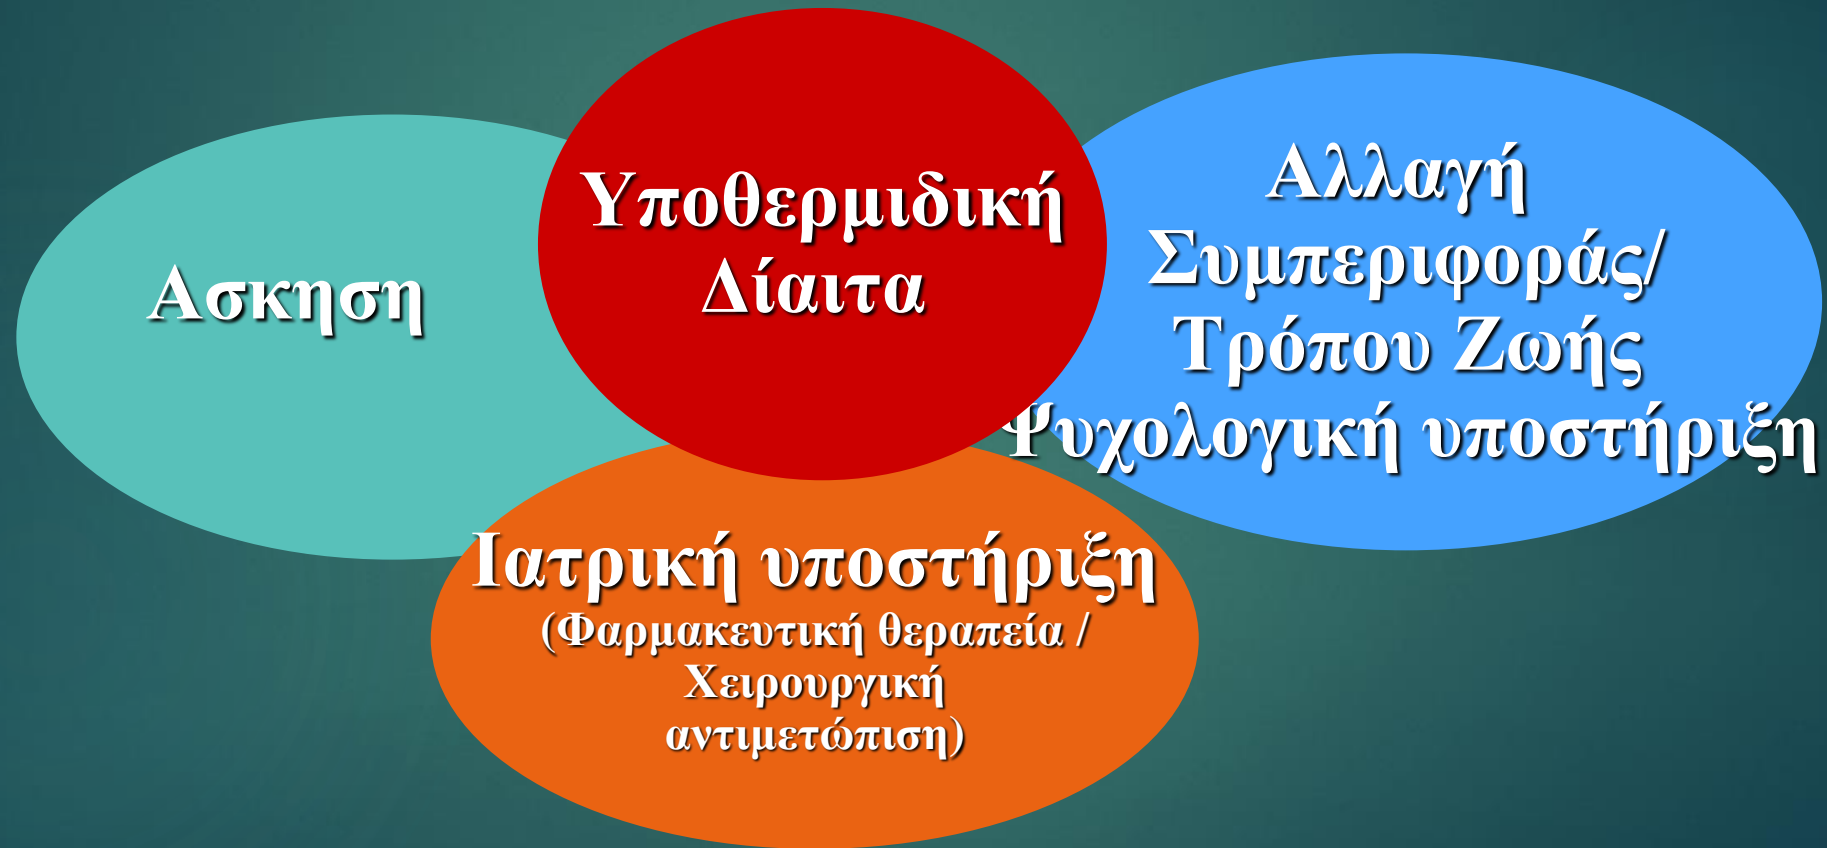 Ασκηση
Υποθερμιδική
Δίαιτα
Αλλαγή
Συμπεριφοράς/
Τρόπου Ζωής
Ψυχολογική υποστήριξη
Ιατρική υποστήριξη
(Φαρμακευτική θεραπεία /
Χειρουργική
αντιμετώπιση)